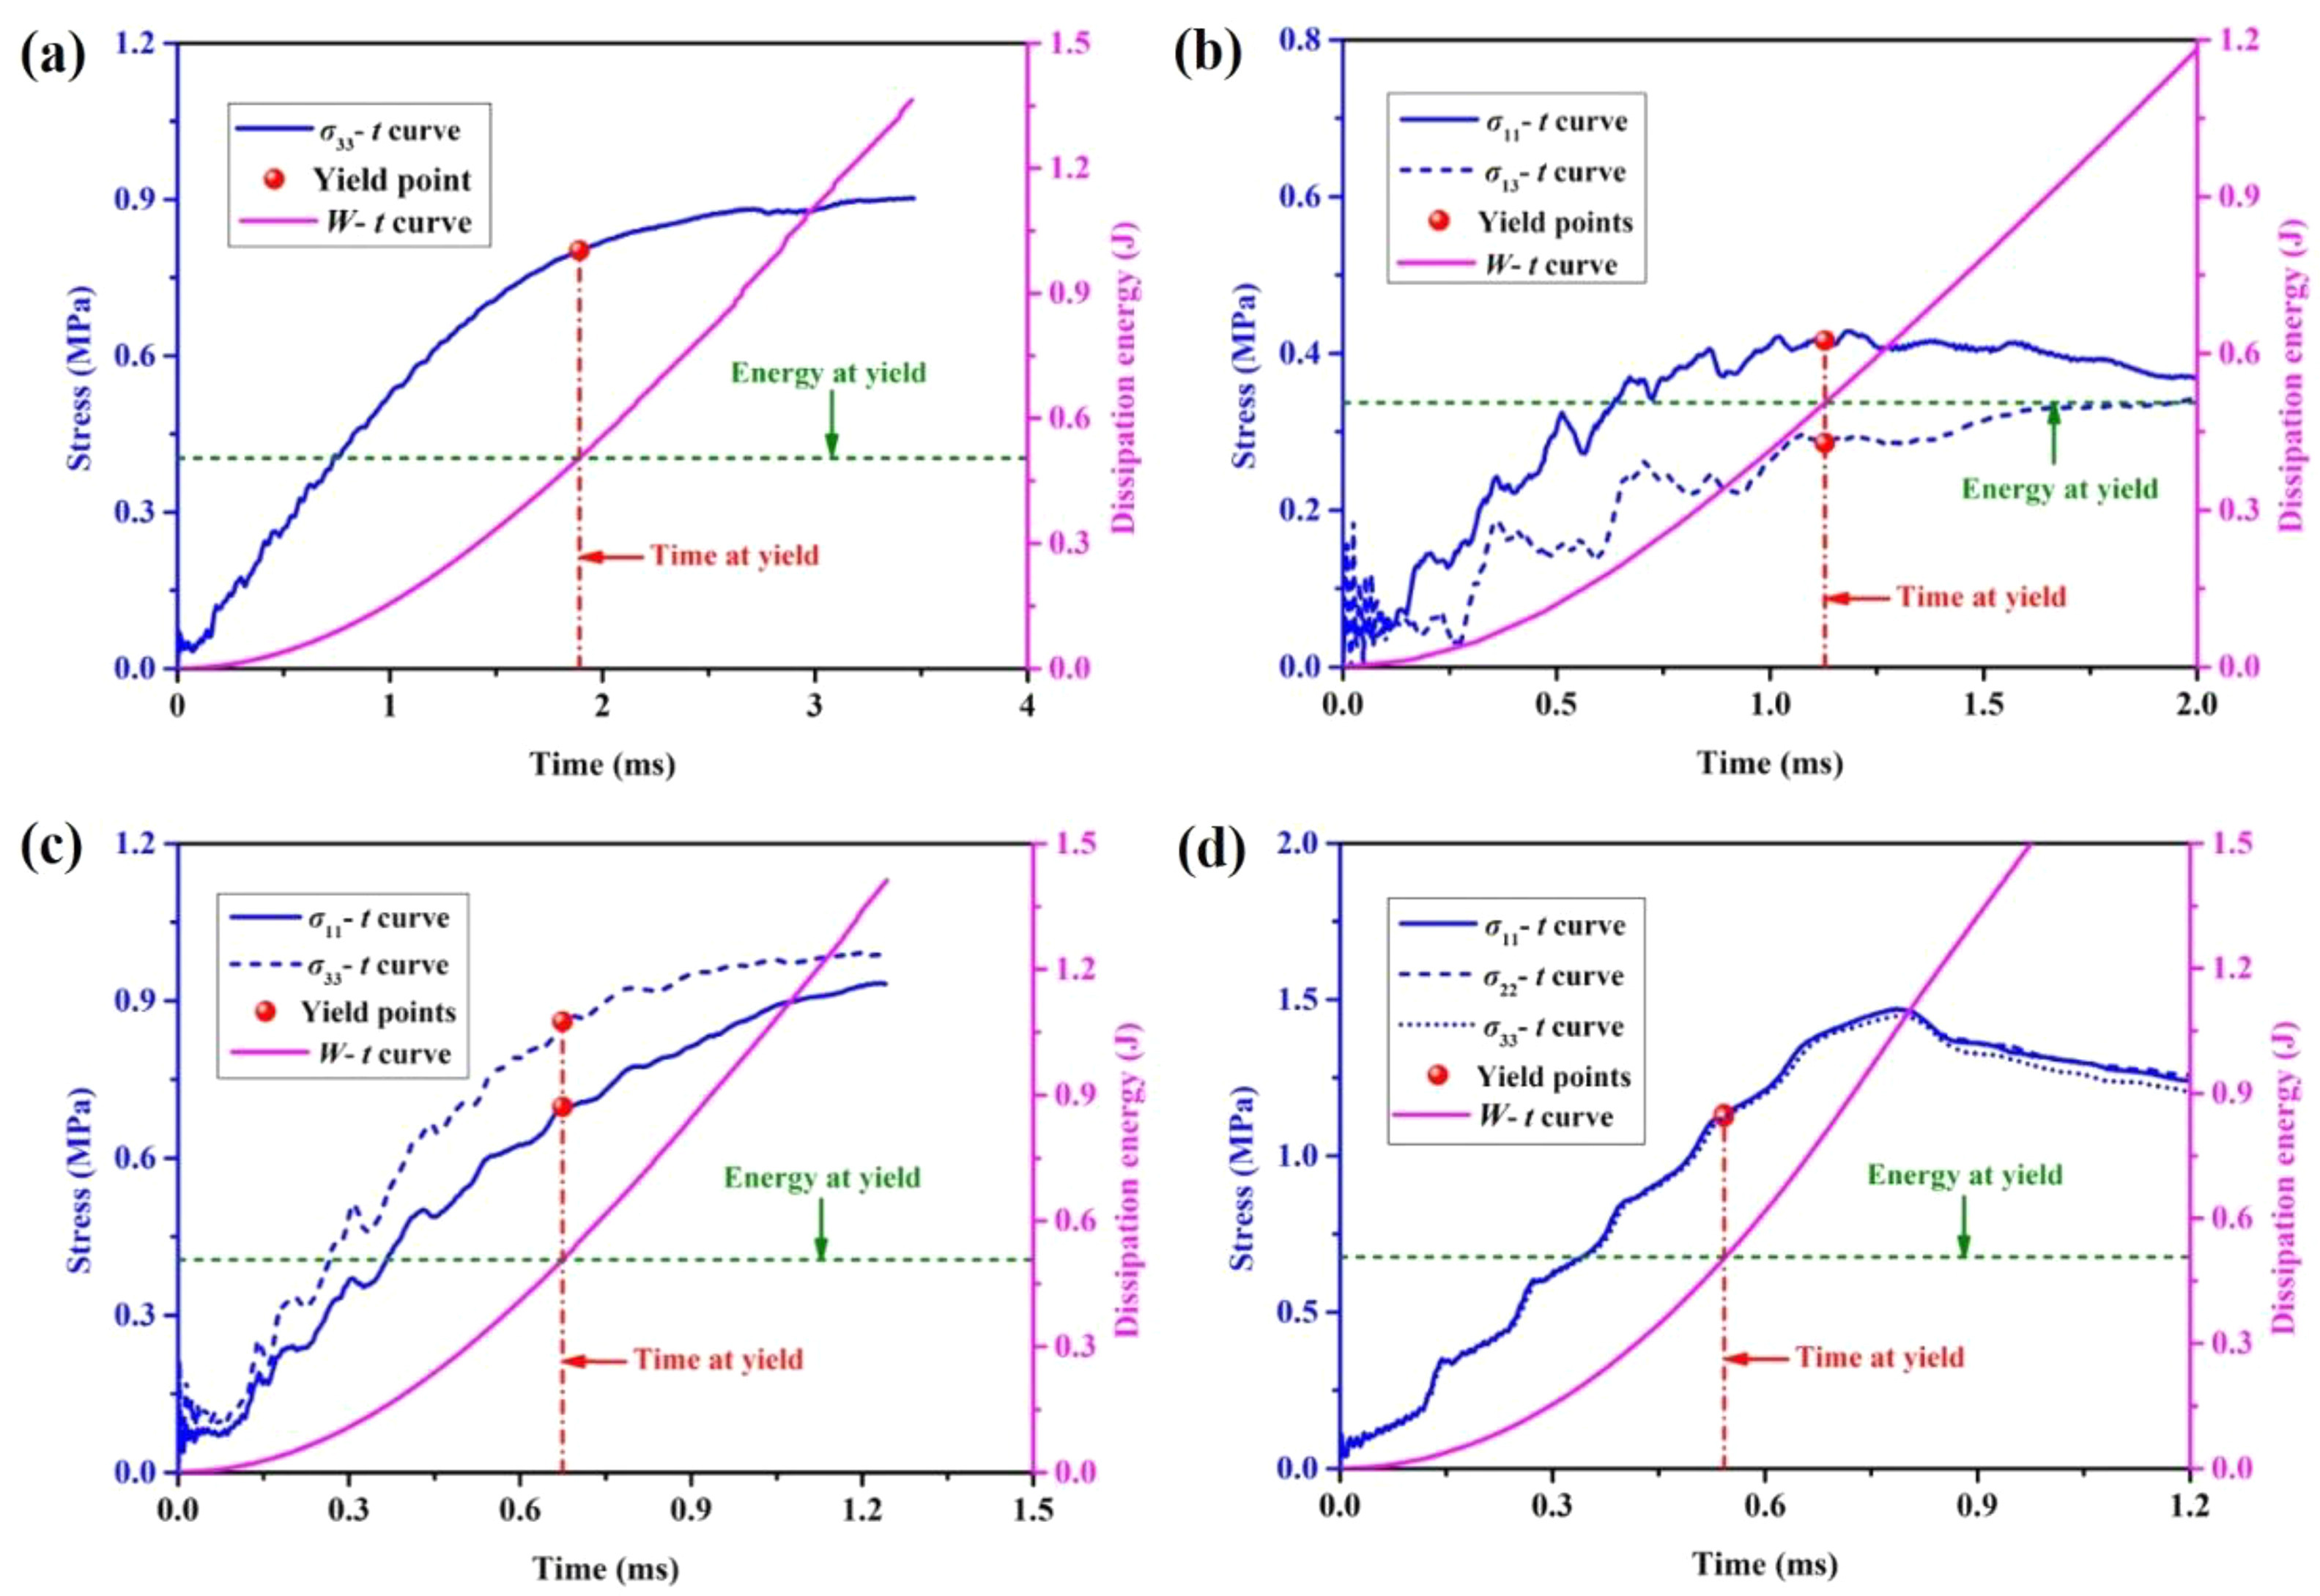 (a)
1.2
0.9
0.6
0.3
0.0
Stress (MPa)
σ33- t curve
Yield point
W- t curve
Energy at yield
Time at yield
1.5
1.2
0.9
0.6
0.3
0.0
Dissipation energy (J)
0 1 2 3 4
Time (ms)
(b)
0.8
0.6
0.4
0.2
0.0
Stress (MPa)
σ11- t curve
σ13- t curve
Yield points
W- t curve
Energy at yield
Time at yield
1.2
0.9
0.6
0.3
0.0
Dissipation energy (J)
0.0 0.5 1.0 1.5 2.0
Time (ms)
(c)
1.2
0.9
0.6
0.3
0.0
Stress (MPa)
σ11- t curve
σ33- t curve
Yield points
W- t curve
Energy at yield
Time at yield
1.5
1.2
0.9
0.6
0.3
0.0
Dissipation energy (J)
0.0 0.3 0.6 0.9 1.2 1.5
Time (ms)
(d)
2.0
1.5
1.0
0.5
0.0
Stress (MPa)
σ11- t curve
σ22- t curve
σ33- t curve
Yield points
W- t curve
Energy at yield
Time at yield
1.5
1.2
0.9
0.6
0.3
0.0
Dissipation energy (J)
0.0 0.3 0.6 0.9 1.2
Time (ms)